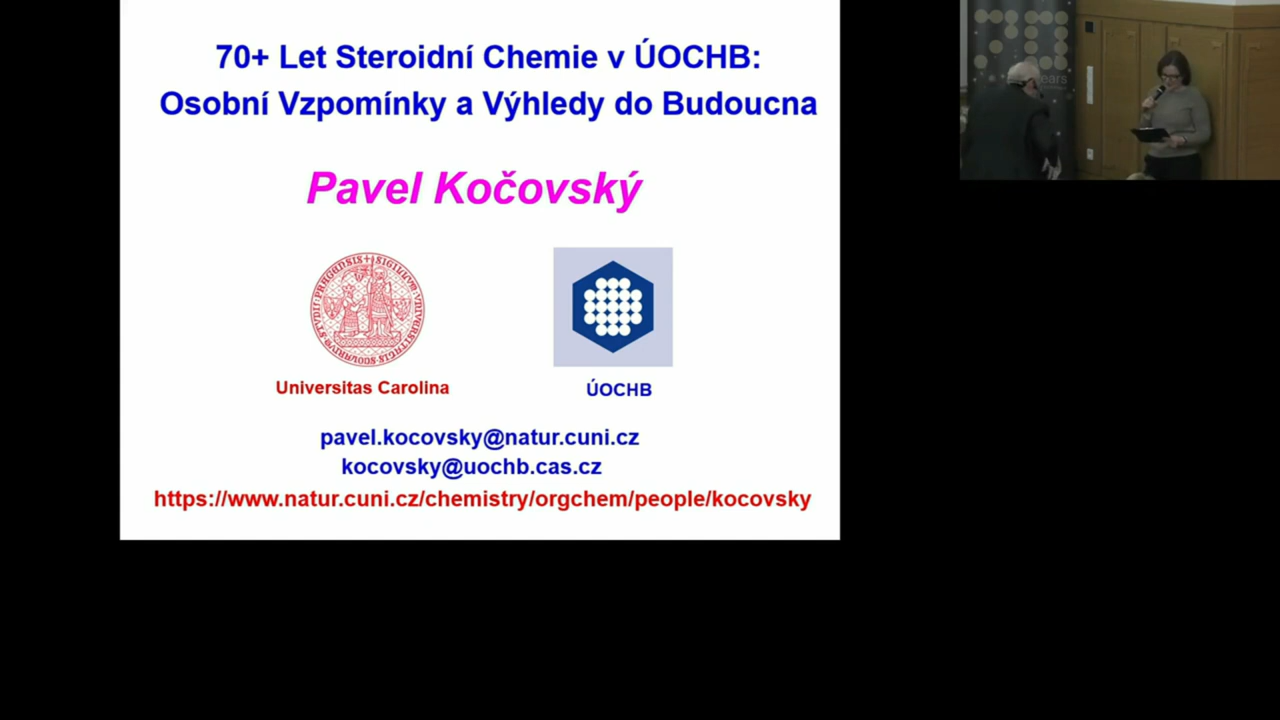 70+ Let Steroidní Chemie v ÚOCHB:
Osobní Vzpomínky a Výhledy do Budoucna
Pavel Kočovský
Universitas Carolina
ÚOCHB
pavel.kocovsky@natur.cuni.cz
kocovsky@uochb.cas.cz
https://www.natur.cuni.cz/chemistry/orgchem/people/kocovsky